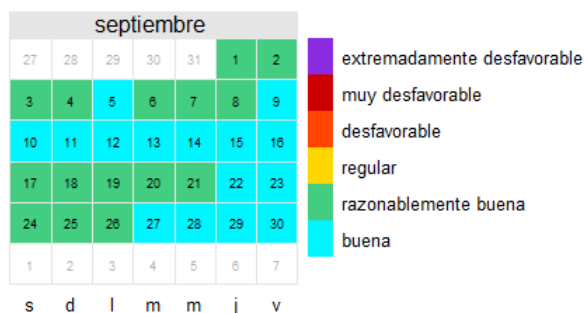 septiembre
27 28 29 30 31 1 2
3 4 5 6 7 8 9
10 11 12 13 14 15 16
17 18 19 20 21 22 23
24 25 26 27 28 29 30
1 2 3 4 5 6 7
s d l m m j v
extremadamente desfavorable
muy desfavorable
desfavorable
regular
razonablemente buena
buena